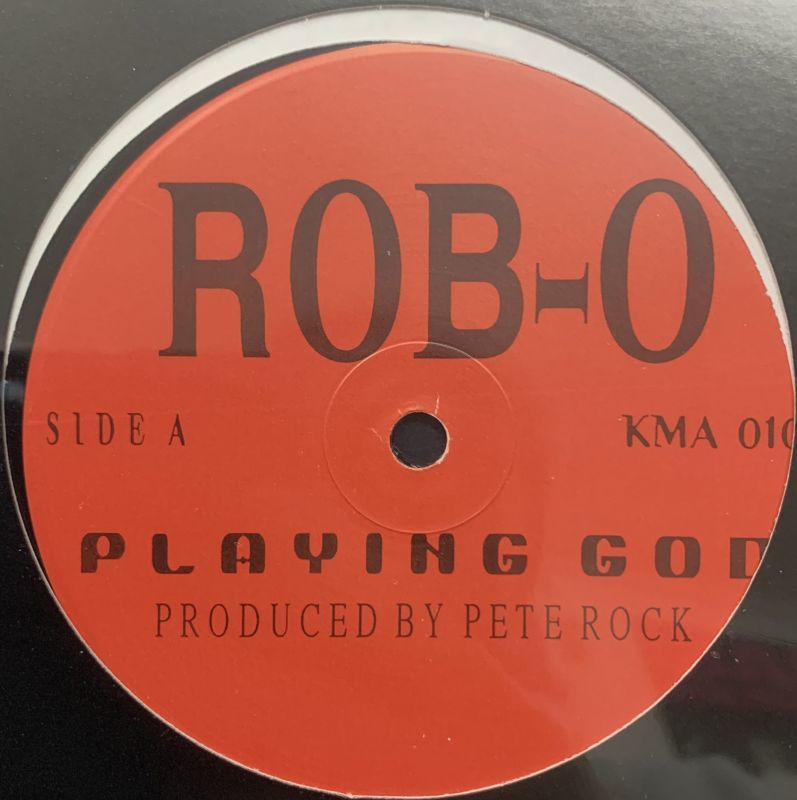 ROB-O
SIDE A
KMA 010
PLAYING GOD
PRODUCED BY PETE ROCK